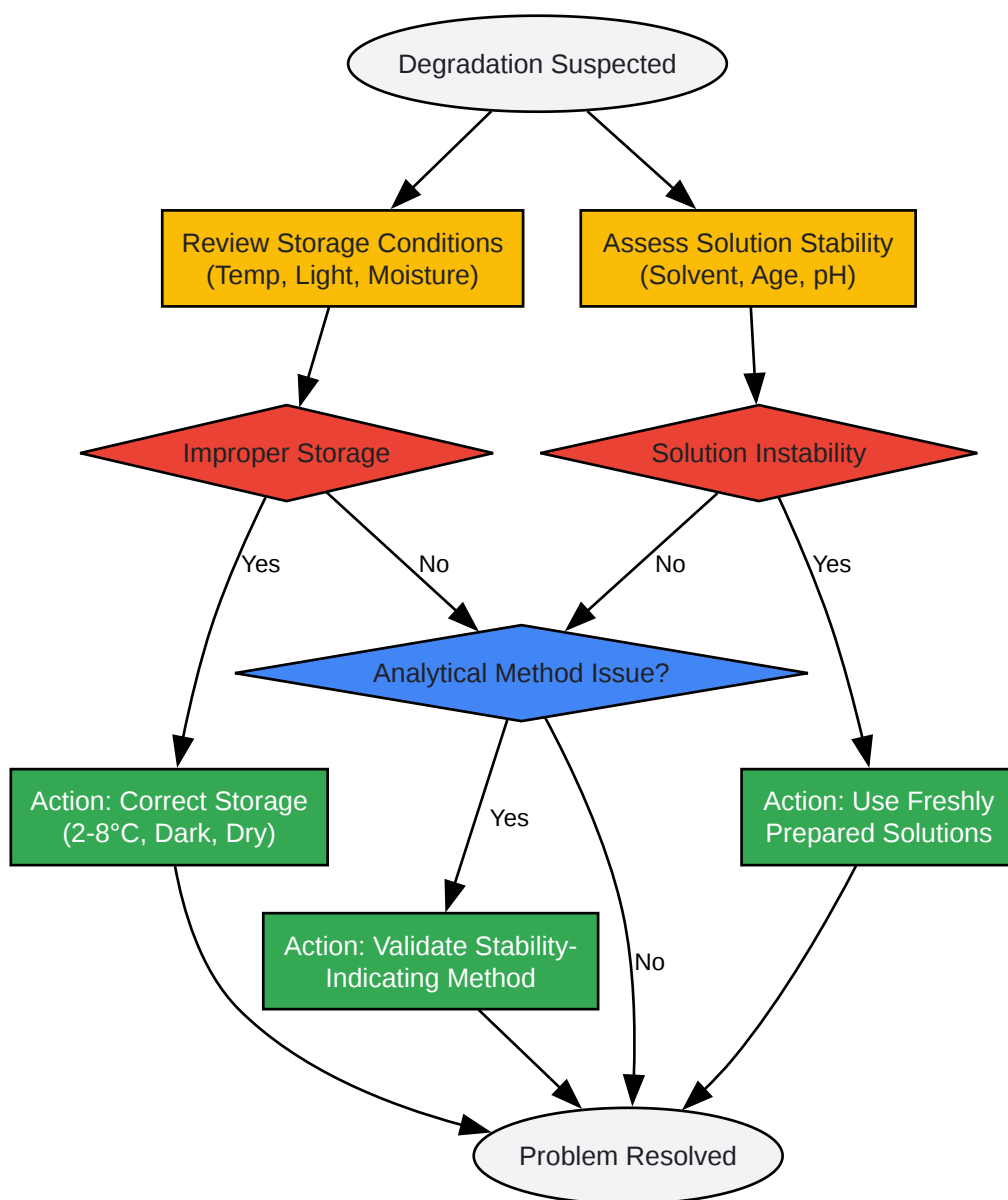 Degradation Suspected
Review Storage Conditions
(Temp, Light, Moisture)
Assess Solution Stability
(Solvent, Age, pH)
Improper Storage
Solution Instability
Yes
No
No
Yes
Analytical Method Issue?
Action: Correct Storage
(2-8°C, Dark, Dry)
Yes
Action: Use Freshly
Prepared Solutions
Action: Validate Stability-
Indicating Method
No
Problem Resolved